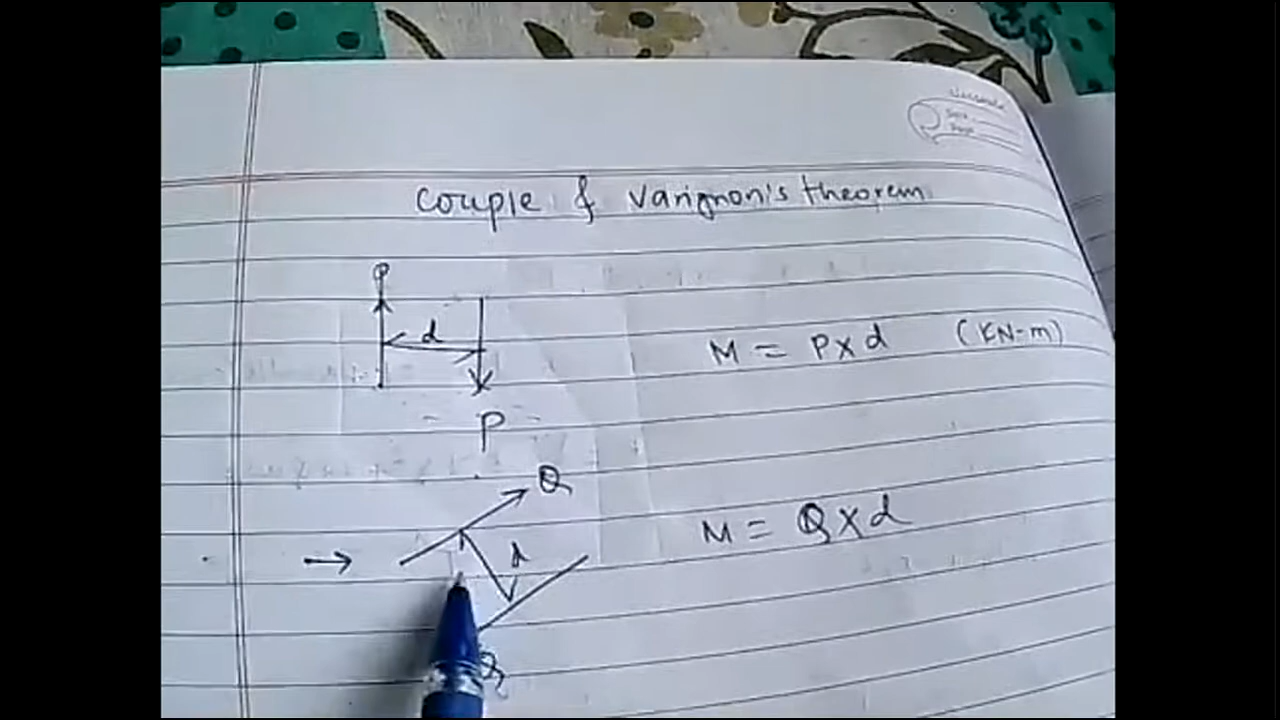 couple & Varignon's theorem
P
d
M = P×d (KN-m)
P
Q
M = Q×d
d
Q